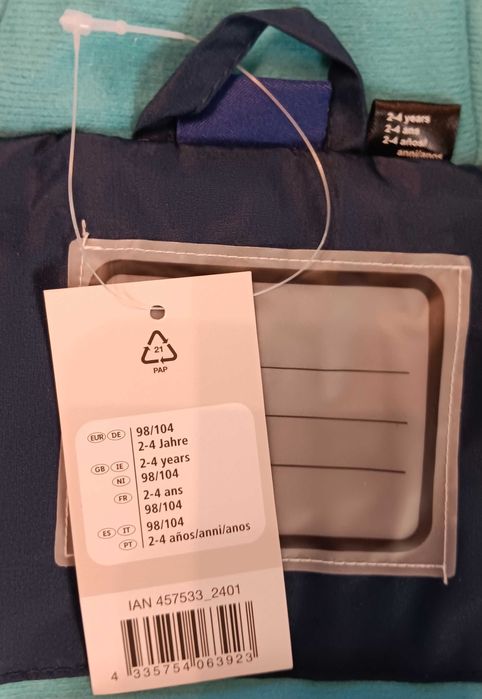 2-4 years
2-4 ans
2-4 años/
anni/anos
21
PAP
EUR DE 98/104
2-4 Jahre
GB IE 2-4 years
NI 98/104
FR 2-4 ans
98/104
ES IT 98/104
PT 2-4 años/anni/anos
IAN 457533_2401
4 335754 063923